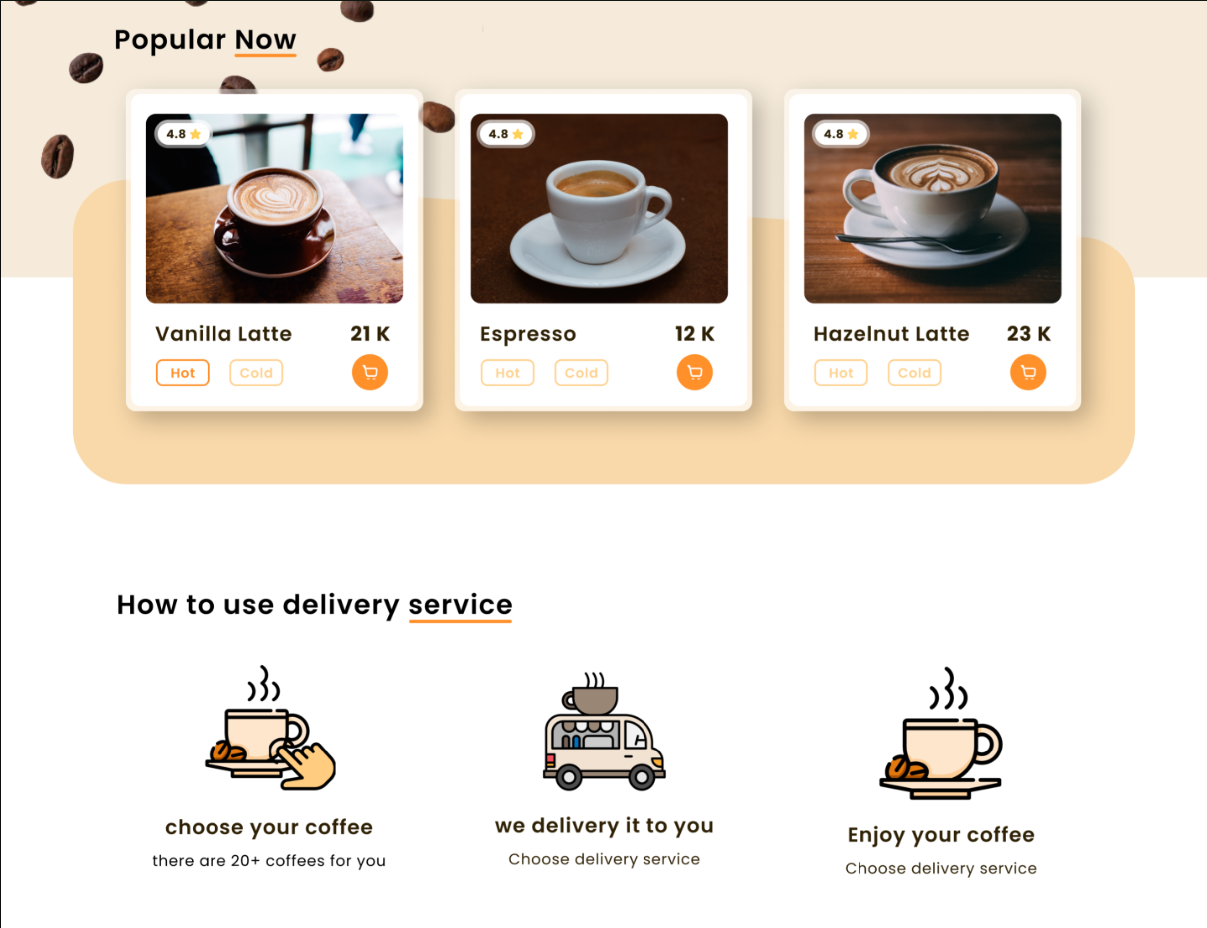 Popular Now
4.8
4.8
4.8
Vanilla Latte 21 K
Espresso 12 K
Hazelnut Latte 23 K
Hot Cold
Hot Cold
Hot Cold
How to use delivery service
choose your coffee
there are 20+ coffees for you
we delivery it to you
Choose delivery service
Enjoy your coffee
Choose delivery service